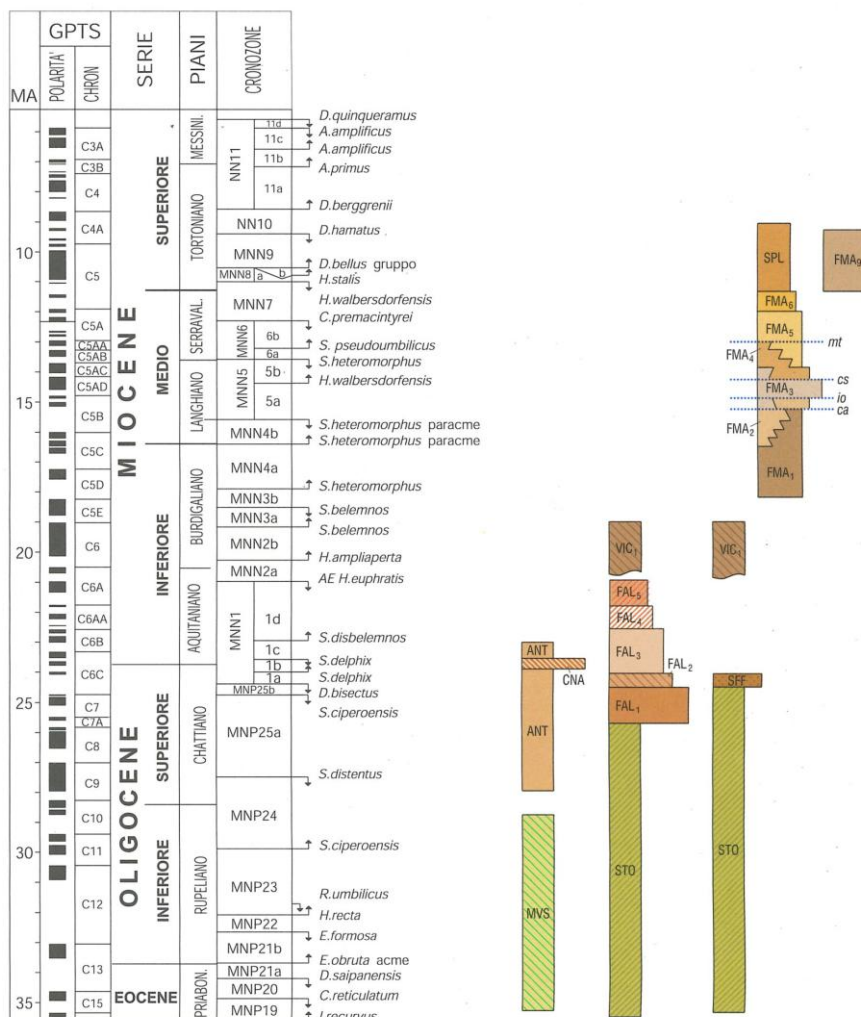 GPTS
MA
POLARITA'
CHRON
SERIE
PIANI
CRONOZONE
10
15
20
25
30
35
C3A
C3B
C4
C4A
C5
C5A
C5AA
C5AB
C5AC
C5AD
C5B
C5C
C5D
C5E
C6
C6A
C6AA
C6B
C6C
C7
C7A
C8
C9
C10
C11
C12
C13
C15
MIOCENE
SUPERIORE
MEDIO
INFERIORE
OLIGOCENE
SUPERIORE
INFERIORE
EOCENE
MESSINI.
TORTONIANO
SERRAVAL.
LANGHIANO
BURDIGALIANO
AQUITANIANO
CHATTIANO
RUPELIANO
PRIABON.
NN11
11d
11c
11b
11a
NN10
MNN9
MNN8
a
b
MNN7
MNN6
6b
6a
MNN5
5b
5a
MNN4b
MNN4a
MNN3b
MNN3a
MNN2b
MNN2a
MNN1
1d
1c
1b
1a
MNP25b
MNP25a
MNP24
MNP23
MNP22
MNP21b
MNP21a
MNP20
MNP19
D.quinqueramus
A.amplificus
A.amplificus
A.primus
D.berggrenii
D.hamatus
D.bellus gruppo
H.stalis
H.walbersdorfensis
C.premacintyrei
S. pseudoumbilicus
S.heteromorphus
H.walbersdorfensis
S.heteromorphus paracme
S.heteromorphus paracme
S.heteromorphus
S.belemnos
S.belemnos
H.ampliaperta
AE H.euphratis
S.disbelemnos
S.delphix
S.delphix
D.bisectus
S.ciperoensis
S.distentus
S.ciperoensis
R.umbilicus
H.recta
E.formosa
E.obruta acme
D.saipanensis
C.reticulatum
I.recurvus
ANT
CNA
ANT
MVS
VIC1
FAL5
FAL4
FAL3
FAL2
FAL1
STO
VIC1
SFF
STO
SPL
FMA9
FMA6
FMA5
mt
FMA4
cs
FMA3
io
ca
FMA2
FMA1